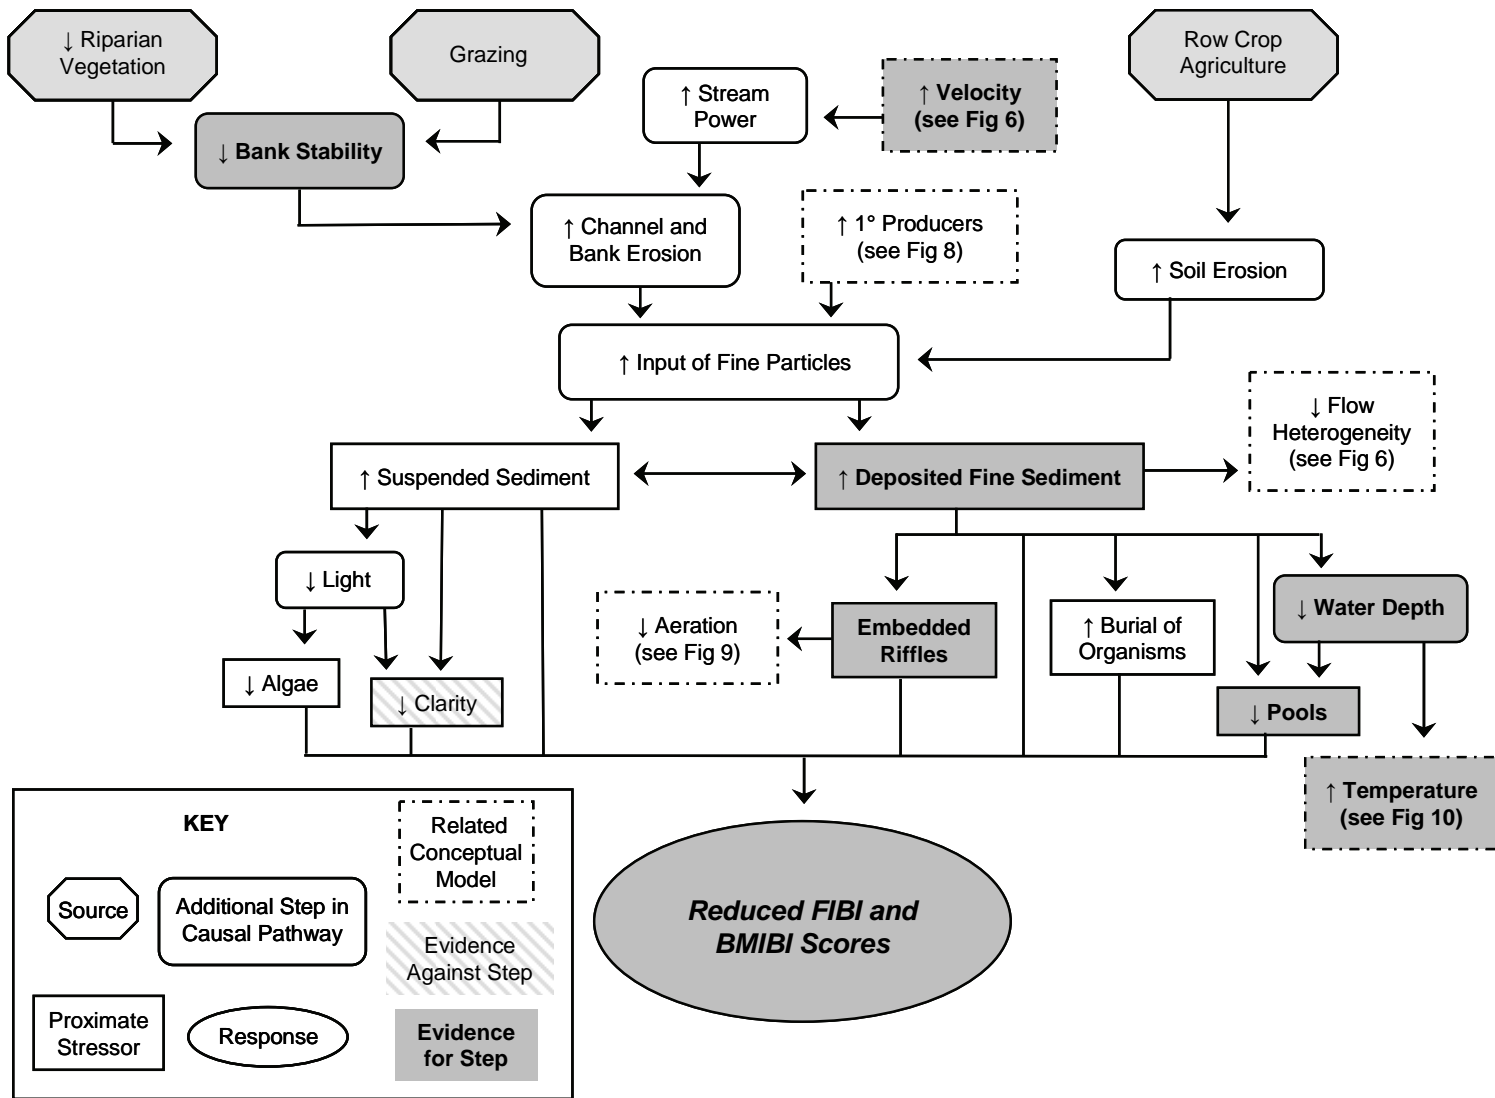 ↓ Riparian
Vegetation
Grazing
Row Crop
Agriculture
↑ Stream
Power
↑ Velocity
(see Fig 6)
↓ Bank Stability
↑ Channel and
Bank Erosion
↑ 1° Producers
(see Fig 8)
↑ Soil Erosion
↑ Input of Fine Particles
↓ Flow
Heterogeneity
(see Fig 6)
↑ Suspended Sediment
↑ Deposited Fine Sediment
↓ Light
↓ Aeration
(see Fig 9)
Embedded
Riffles
↑ Burial of
Organisms
↓ Water Depth
↓ Algae
↓ Clarity
↓ Pools
↑ Temperature
(see Fig 10)
KEY
Related
Conceptual
Model
Source
Additional Step in
Causal Pathway
Evidence
Against Step
Proximate
Stressor
Response
Evidence
for Step
Reduced FIBI and
BMIBI Scores